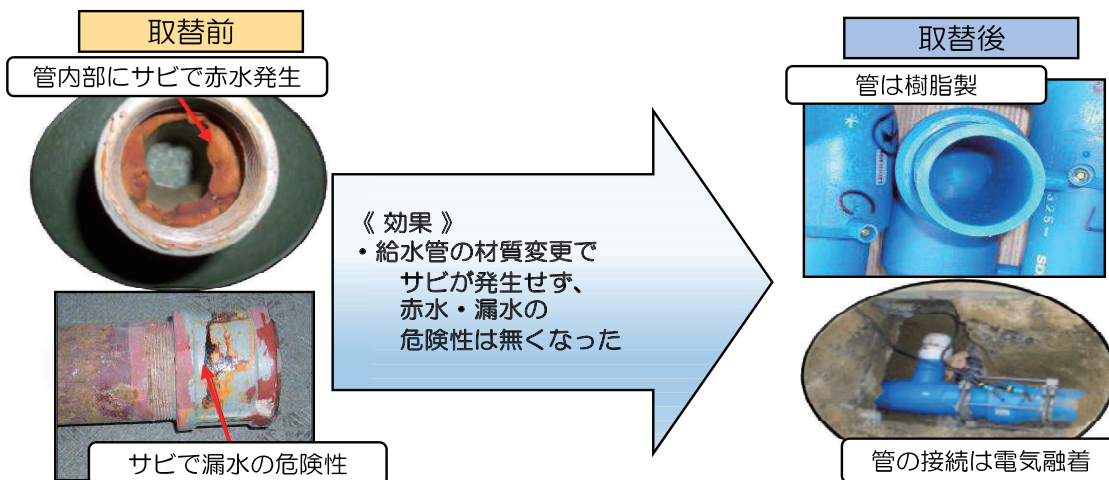 取替前
管内部にサビで赤水発生
サビで漏水の危険性
《 効果 》
・給水管の材質変更で
サビが発生せず、
赤水・漏水の
危険性は無くなった
取替後
管は樹脂製
管の接続は電気融着